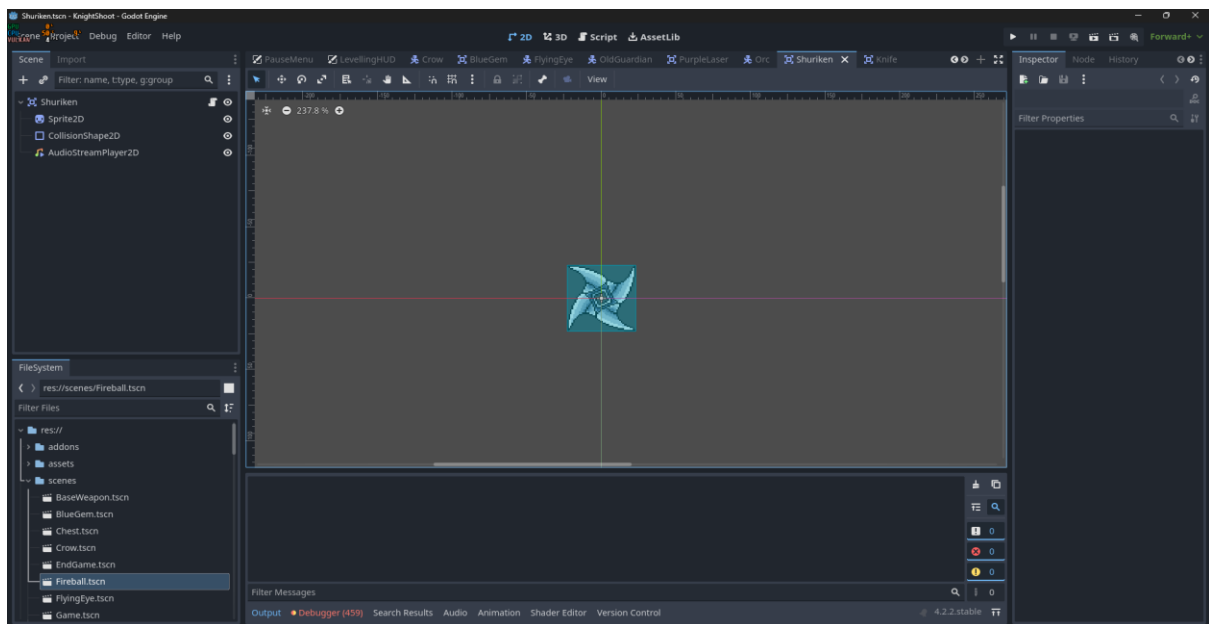 Shuriken.tscn - KnightShoot - Godot Engine
Scene Project Debug Editor Help
2D 3D Script AssetLib
Forward+
Scene Import
PauseMenu LevellingHUD Crow BlueGem FlyingEye OldGuardian PurpleLaser Orc Shuriken Knife
Inspector Node History
Filter: name, t:type, g:group
View
237.8 %
Filter Properties
Shuriken
Sprite2D
CollisionShape2D
AudioStreamPlayer2D
FileSystem
res://scenes/Fireball.tscn
Filter Files
res://
addons
assets
scenes
BaseWeapon.tscn
BlueGem.tscn
Chest.tscn
Crow.tscn
EndGame.tscn
Fireball.tscn
FlyingEye.tscn
Game.tscn
0
0
0
Filter Messages
0
Output Debugger (459) Search Results Audio Animation Shader Editor Version Control
4.2.2.stable